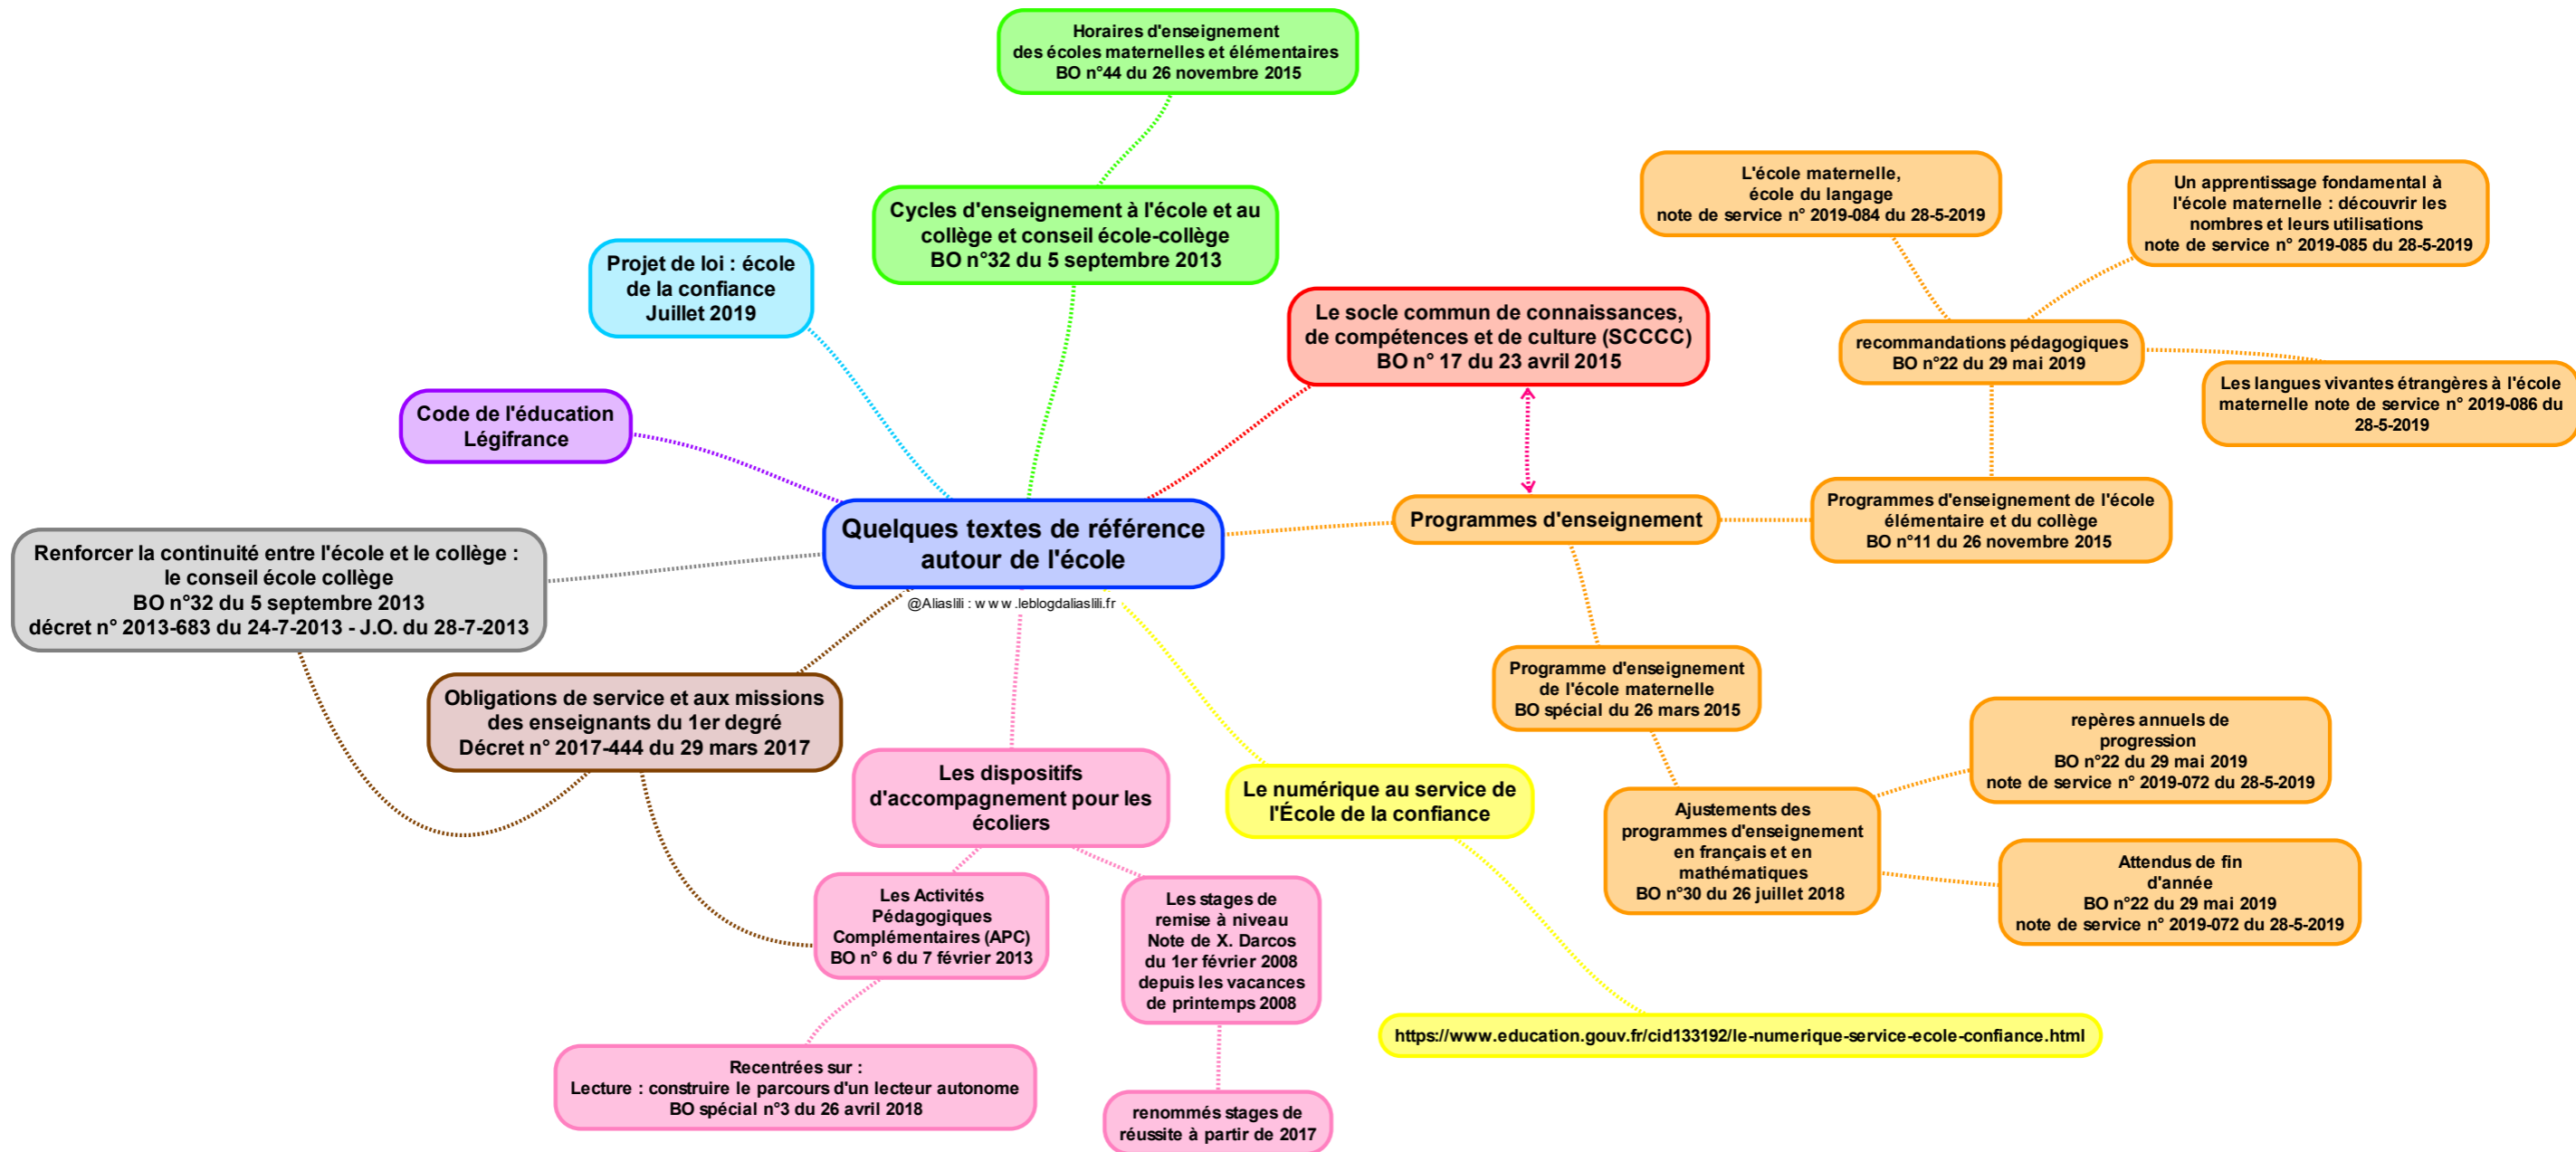 Horaires d'enseignement
des écoles maternelles et élémentaires
BO n°44 du 26 novembre 2015
Cycles d'enseignement à l'école et au
collège et conseil école-collège
BO n°32 du 5 septembre 2013
Projet de loi : école
de la confiance
Juillet 2019
Code de l'éducation
Légifrance
Le socle commun de connaissances,
de compétences et de culture (SCCCC)
BO n° 17 du 23 avril 2015
L'école maternelle,
école du langage
note de service n° 2019-084 du 28-5-2019
Un apprentissage fondamental à
l'école maternelle : découvrir les
nombres et leurs utilisations
note de service n° 2019-085 du 28-5-2019
recommandations pédagogiques
BO n°22 du 29 mai 2019
Les langues vivantes étrangères à l'école
maternelle note de service n° 2019-086 du
28-5-2019
Quelques textes de référence
autour de l'école
@Aliaslili : www.leblogdaliaslili.fr
Programmes d'enseignement
Programmes d'enseignement de l'école
élémentaire et du collège
BO n°11 du 26 novembre 2015
Renforcer la continuité entre l'école et le collège :
le conseil école collège
BO n°32 du 5 septembre 2013
décret n° 2013-683 du 24-7-2013 - J.O. du 28-7-2013
Obligations de service et aux missions
des enseignants du 1er degré
Décret n° 2017-444 du 29 mars 2017
Programme d'enseignement
de l'école maternelle
BO spécial du 26 mars 2015
repères annuels de
progression
BO n°22 du 29 mai 2019
note de service n° 2019-072 du 28-5-2019
Les dispositifs
d'accompagnement pour les
écoliers
Le numérique au service de
l'École de la confiance
Ajustements des
programmes d'enseignement
en français et en
mathématiques
BO n°30 du 26 juillet 2018
Attendus de fin
d'année
BO n°22 du 29 mai 2019
note de service n° 2019-072 du 28-5-2019
Les Activités
Pédagogiques
Complémentaires (APC)
BO n° 6 du 7 février 2013
Les stages de
remise à niveau
Note de X. Darcos
du 1er février 2008
depuis les vacances
de printemps 2008
https://www.education.gouv.fr/cid133192/le-numerique-service-ecole-confiance.html
Recentrées sur :
Lecture : construire le parcours d'un lecteur autonome
BO spécial n°3 du 26 avril 2018
renommés stages de
réussite à partir de 2017